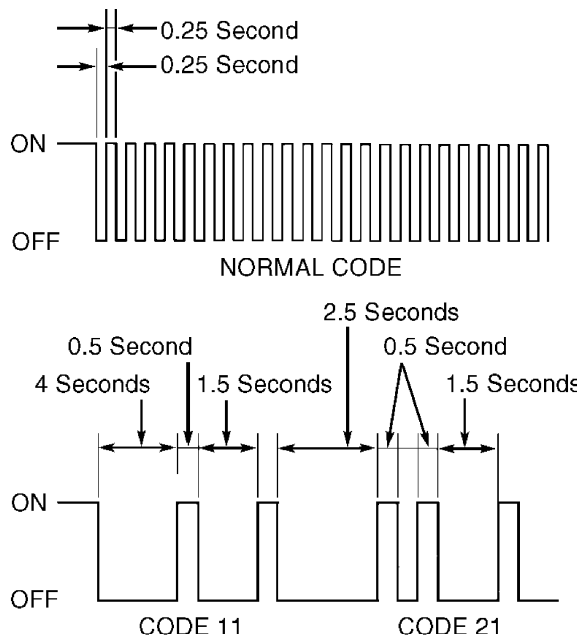 0.25 Second
0.25 Second
ON
OFF
NORMAL CODE
2.5 Seconds
0.5 Second 0.5 Second
4 Seconds 1.5 Seconds 1.5 Seconds
ON
OFF
CODE 11 CODE 21